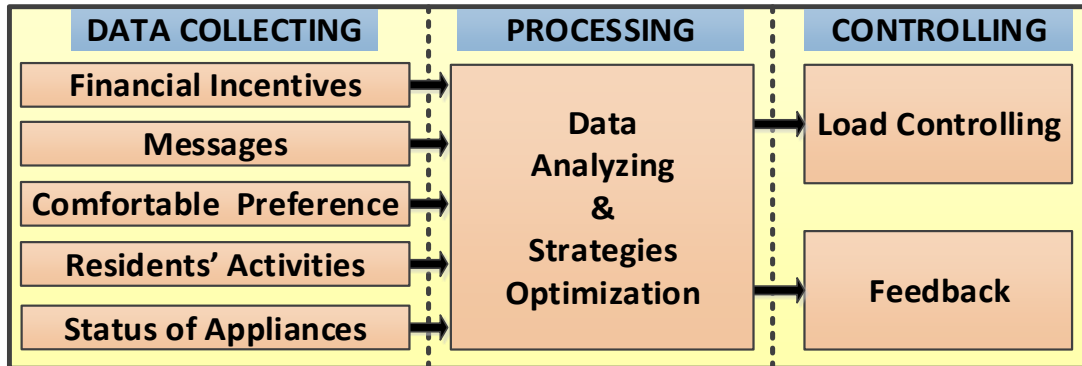 DATA COLLECTING
Financial Incentives
Messages
Comfortable Preference
Residents’ Activities
Status of Appliances
PROCESSING
Data
Analyzing
&
Strategies
Optimization
CONTROLLING
Load Controlling
Feedback